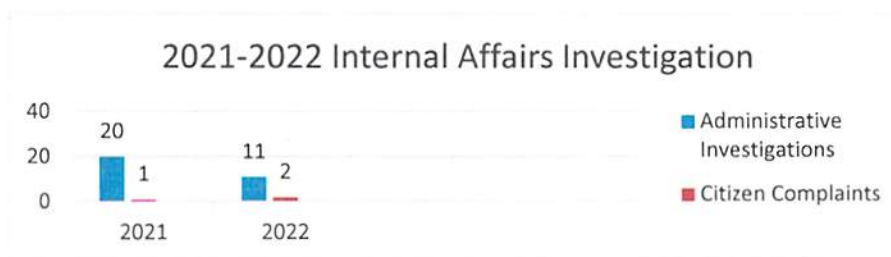 2021-2022 Internal Affairs Investigation
40
20
0
20
1
11
2
2021
2022
Administrative
Investigations
Citizen Complaints